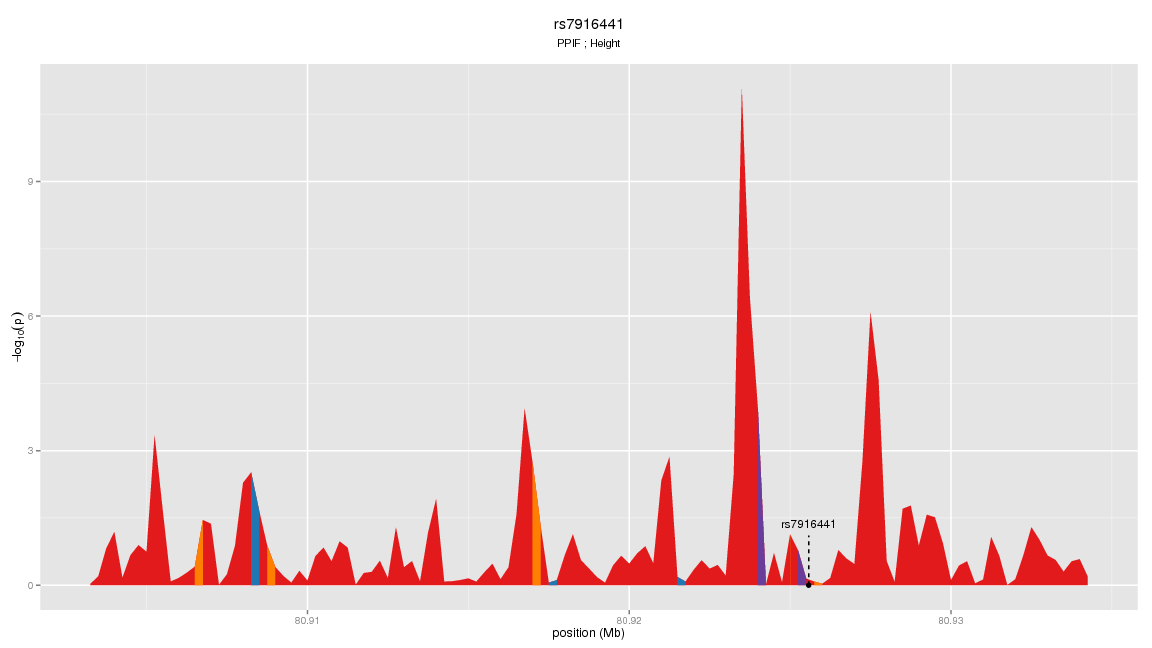 rs7916441
PPIF ; Height
−log10(p)
9
6
3
0
rs7916441
80.91
80.92
80.93
position (Mb)